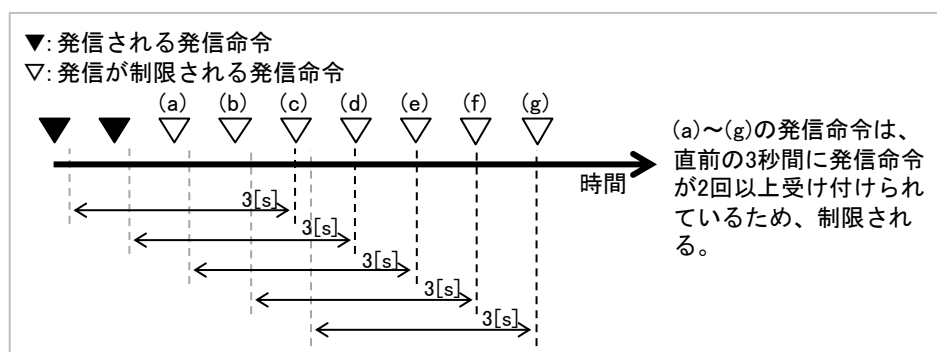 ▼：発信される発信命令
▽：発信が制限される発信命令
(a) (b) (c) (d) (e) (f) (g)
時間
(a)～(g)の発信命令は、
直前の3秒間に発信命令
が2回以上受け付けられ
ているため、制限され
る。
3[s]
3[s]
3[s]
3[s]
3[s]